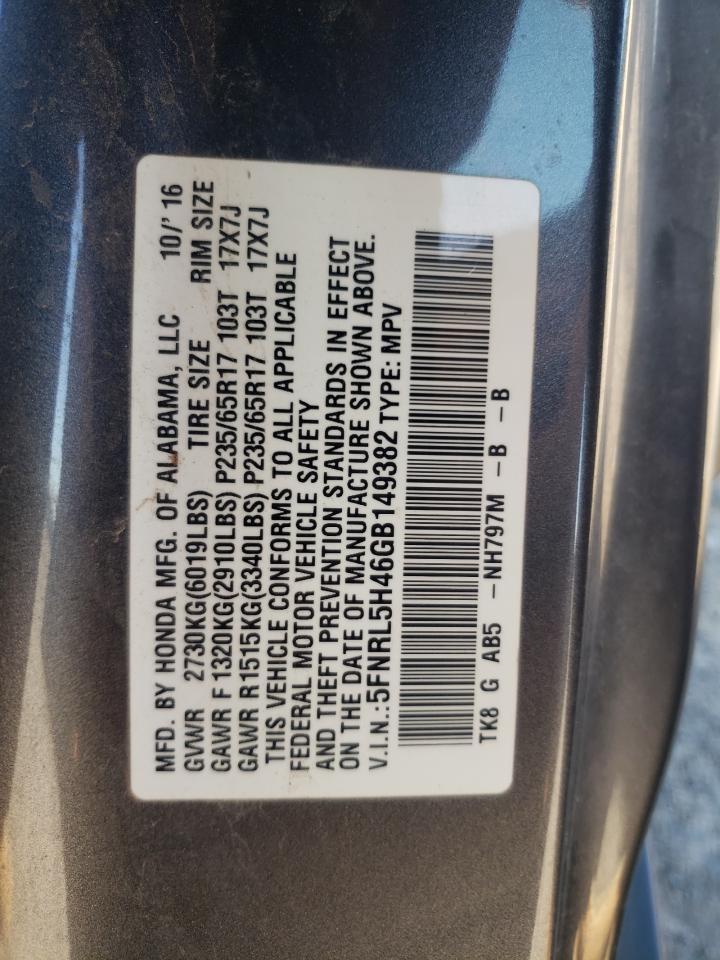 MFD. BY HONDA MFG. OF ALABAMA, LLC 10/' 16
GVWR 2730KG(6019LBS) TIRE SIZE RIM SIZE
GAWR F 1320KG(2910LBS) P235/65R17 103T 17X7J
GAWR R 1515KG(3340LBS) P235/65R17 103T 17X7J
THIS VEHICLE CONFORMS TO ALL APPLICABLE
FEDERAL MOTOR VEHICLE SAFETY
AND THEFT PREVENTION STANDARDS IN EFFECT
ON THE DATE OF MANUFACTURE SHOWN ABOVE.
V.I.N.:5FNRL5H46GB149382 TYPE: MPV
TK8 G AB5 -NH797M -B -B